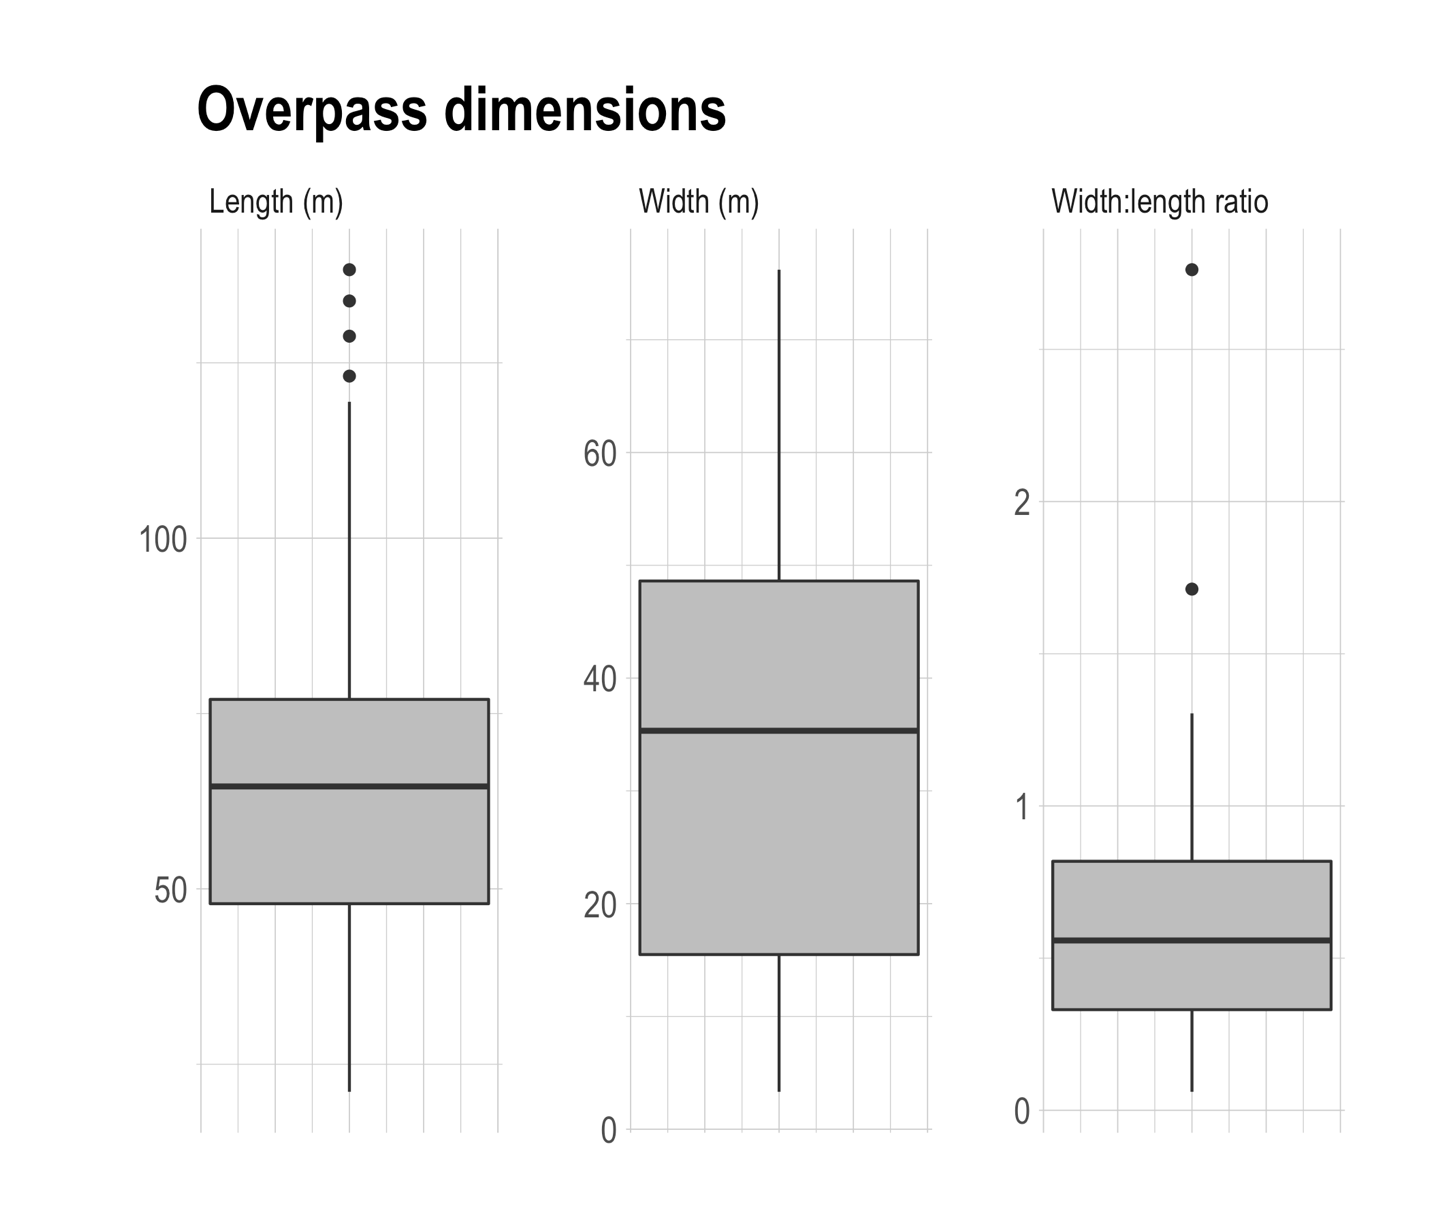 Overpass dimensions
Length (m)
Width (m)
Width:length ratio
100
50
60
40
20
0
2
1
0